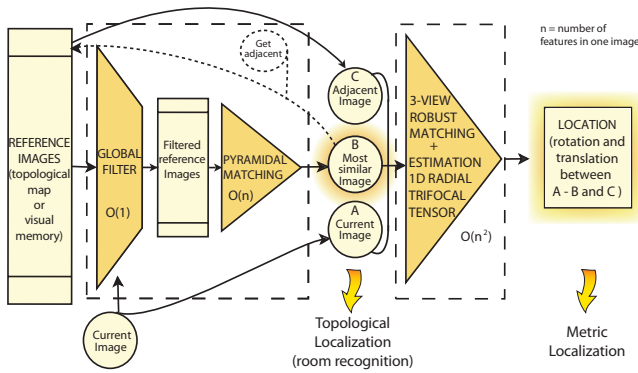 n = number of
features in one image
Get
adjacent
C
Adjacent
Image
REFERENCE
IMAGES
(topological
map
or
visual
memory)
GLOBAL
FILTER
O(1)
Filtered
reference
Images
PYRAMIDAL
MATCHING
O(n)
B
Most
similar
Image
A
Current
Image
3-VIEW
ROBUST
MATCHING
+
ESTIMATION
1D RADIAL
TRIFOCAL
TENSOR
O(n²)
LOCATION
(rotation and
translation
between
A - B and C )
Current
Image
Topological
Localization
(room recognition)
Metric
Localization